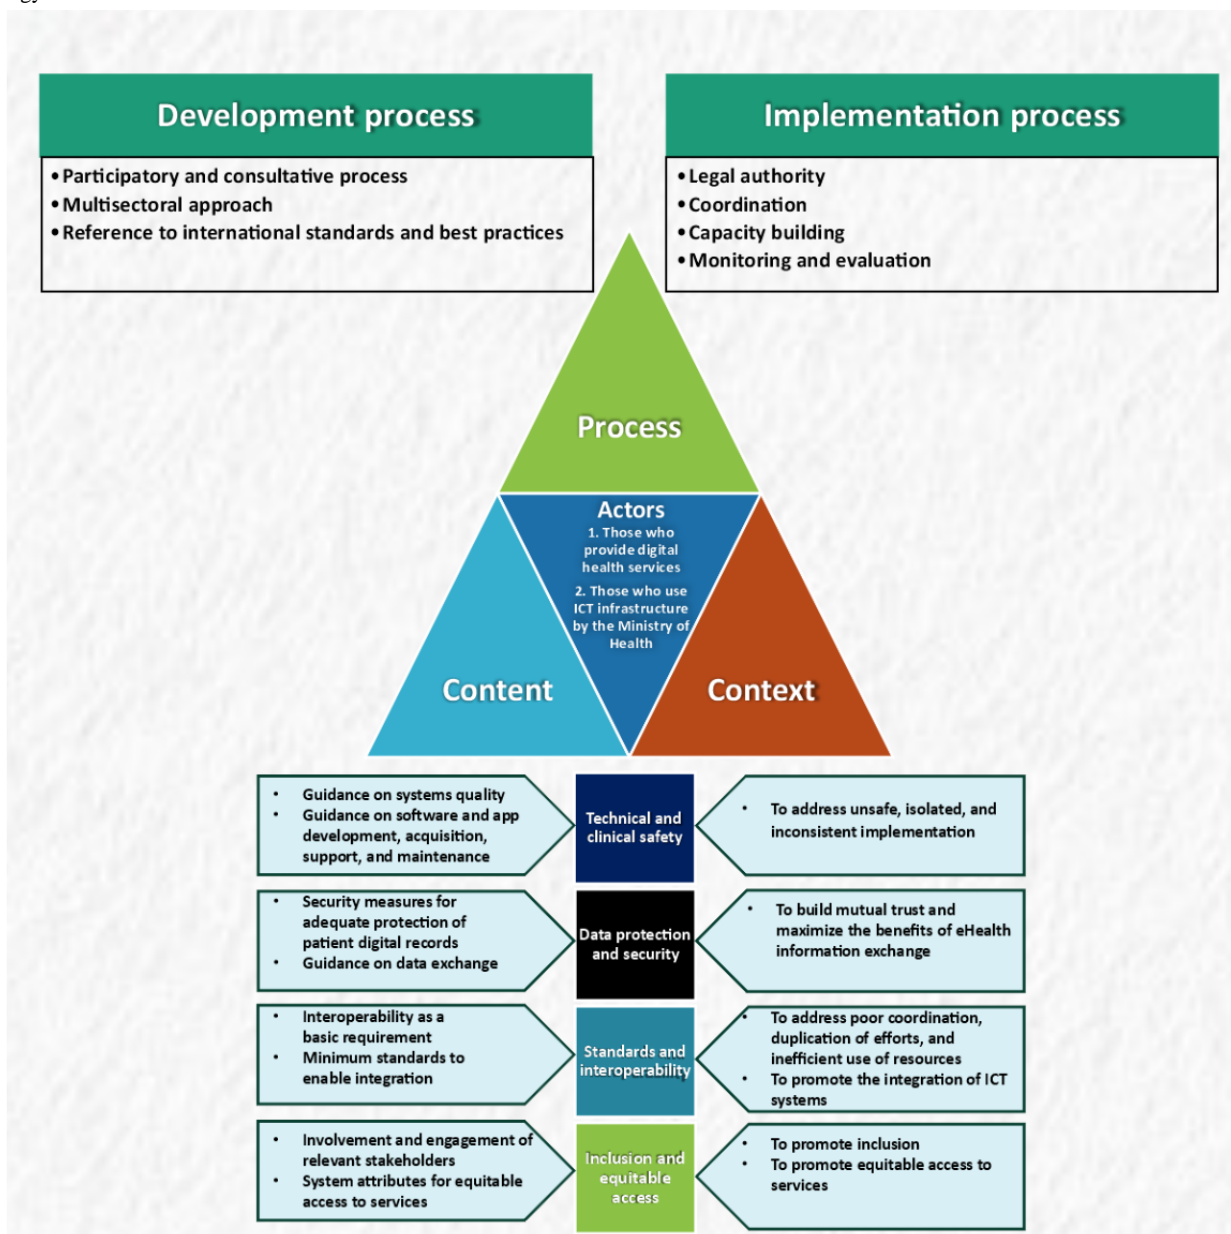 gy
Development process
• Participatory and consultative process
• Multisectoral approach
• Reference to international standards and best practices
Implementation process
• Legal authority
• Coordination
• Capacity building
• Monitoring and evaluation
Process
Actors
1. Those who
provide digital
health services
2. Those who use
ICT infrastructure
by the Ministry of
Health
Content
Context
• Guidance on systems quality
• Guidance on software and app
development, acquisition,
support, and maintenance
Technical and
clinical safety
• To address unsafe, isolated, and
inconsistent implementation
• Security measures for
adequate protection of
patient digital records
• Guidance on data exchange
Data protection
and security
• To build mutual trust and
maximize the benefits of eHealth
information exchange
• Interoperability as a
basic requirement
• Minimum standards to
enable integration
Standards and
interoperability
• To address poor coordination,
duplication of efforts, and
inefficient use of resources
• To promote the integration of ICT
systems
• Involvement and engagement of
relevant stakeholders
• System attributes for equitable
access to services
Inclusion and
equitable
access
• To promote inclusion
• To promote equitable access to
services